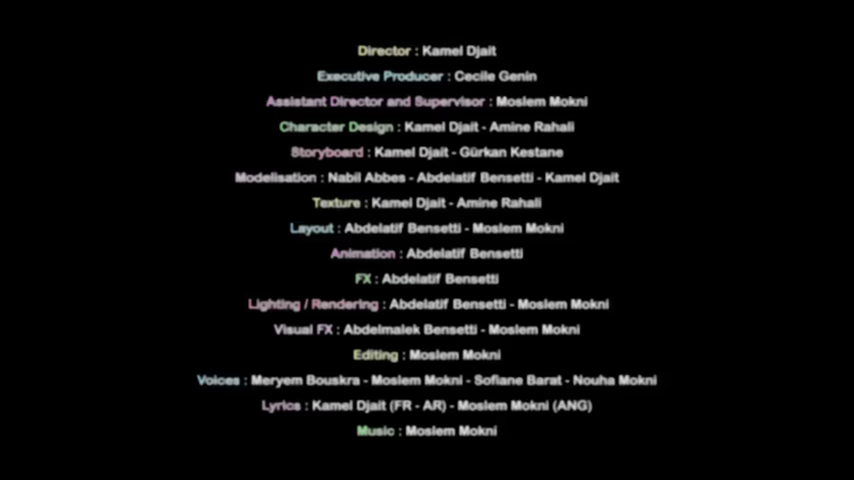 Director : Kamel Djait
Executive Producer : Cecile Genin
Assistant Director and Supervisor : Moslem Mokni
Character Design : Kamel Djait - Amine Rahali
Storyboard : Kamel Djait - Gürkan Kestane
Modelisation : Nabil Abbes - Abdelatif Bensetti - Kamel Djait
Texture : Kamel Djait - Amine Rahali
Layout : Abdelatif Bensetti - Moslem Mokni
Animation : Abdelatif Bensetti
FX : Abdelatif Bensetti
Lighting / Rendering : Abdelatif Bensetti - Moslem Mokni
Visual FX : Abdelmalek Bensetti - Moslem Mokni
Editing : Moslem Mokni
Voices : Meryem Bouskra - Moslem Mokni - Sofiane Barat - Nouha Mokni
Lyrics : Kamel Djait (FR - AR) - Moslem Mokni (ANG)
Music : Moslem Mokni